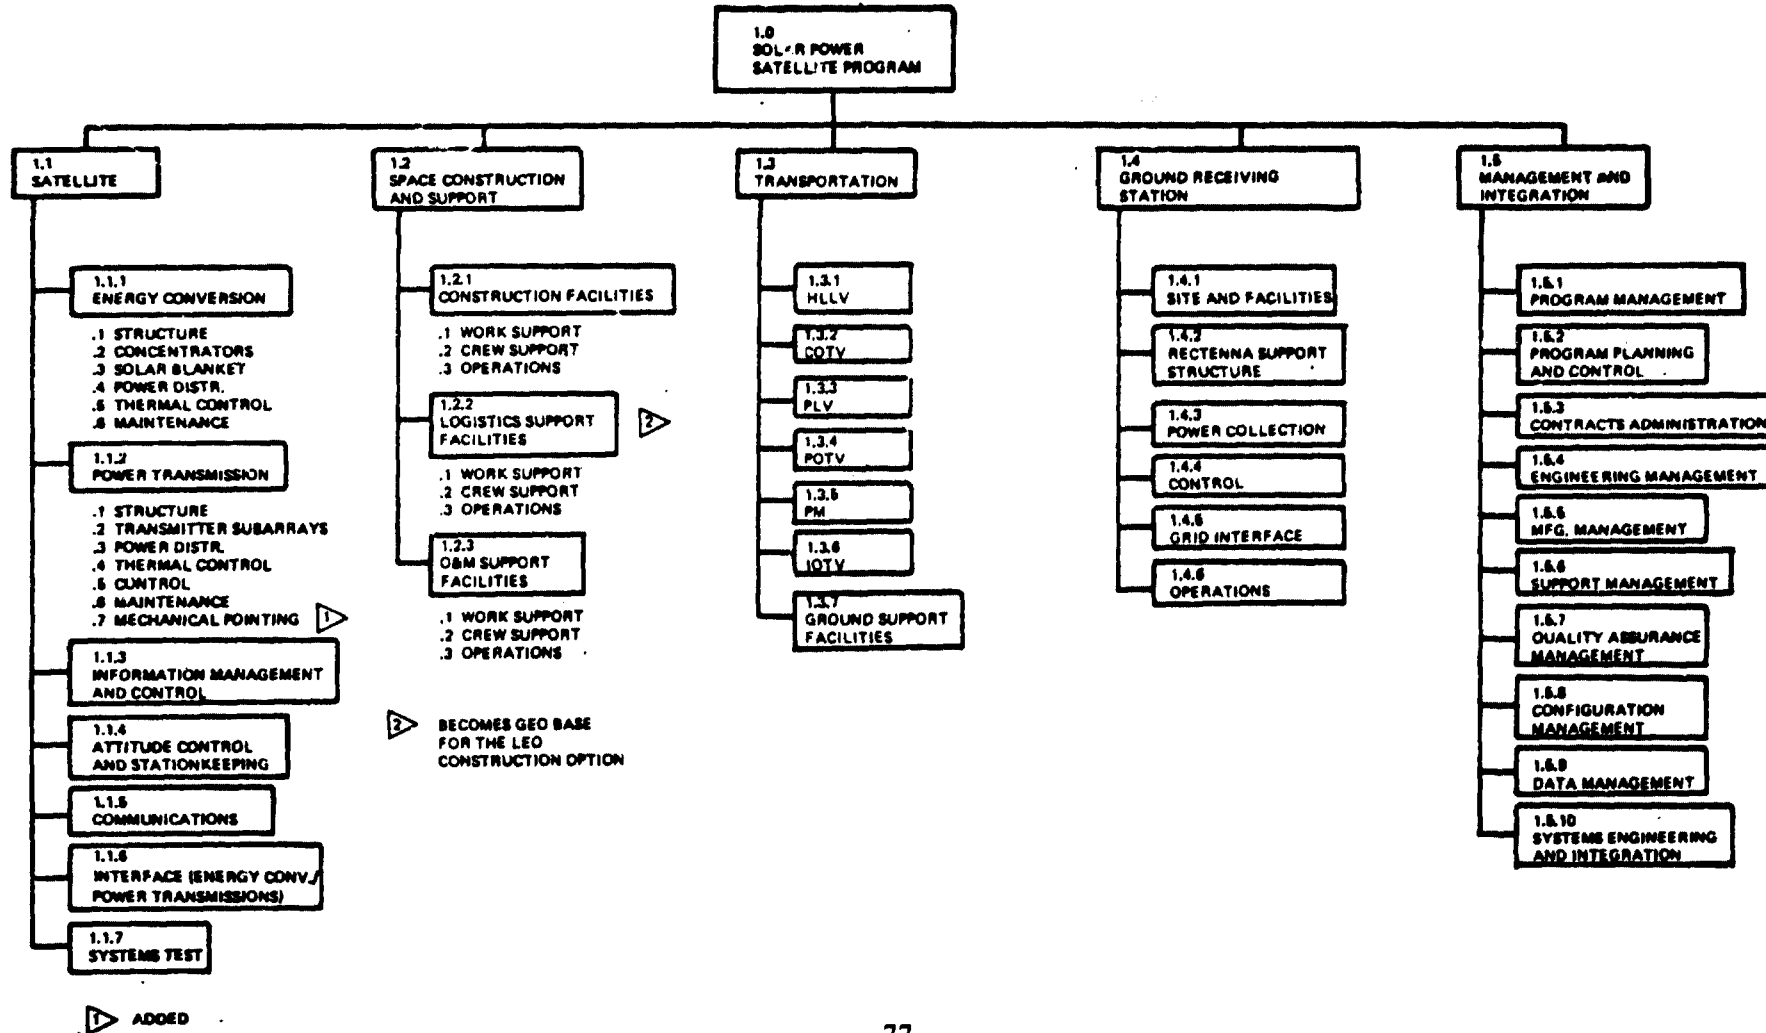 1.0
SOLAR POWER
SATELLITE PROGRAM
1.1
SATELLITE
1.1.1
ENERGY CONVERSION
.1 STRUCTURE
.2 CONCENTRATORS
.3 SOLAR BLANKET
.4 POWER DISTR.
.5 THERMAL CONTROL
.6 MAINTENANCE
1.1.2
POWER TRANSMISSION
.1 STRUCTURE
.2 TRANSMITTER SUBARRAYS
.3 POWER DISTR.
.4 THERMAL CONTROL
.5 CONTROL
.6 MAINTENANCE
.7 MECHANICAL POINTING 1
1.1.3
INFORMATION MANAGEMENT
AND CONTROL
1.1.4
ATTITUDE CONTROL
AND STATIONKEEPING
1.1.5
COMMUNICATIONS
1.1.6
INTERFACE (ENERGY CONV./
POWER TRANSMISSIONS)
1.1.7
SYSTEMS TEST
1 ADDED
1.2
SPACE CONSTRUCTION
AND SUPPORT
1.2.1
CONSTRUCTION FACILITIES
.1 WORK SUPPORT
.2 CREW SUPPORT
.3 OPERATIONS
1.2.2
LOGISTICS SUPPORT
FACILITIES
2
.1 WORK SUPPORT
.2 CREW SUPPORT
.3 OPERATIONS
1.2.3
O&M SUPPORT
FACILITIES
.1 WORK SUPPORT
.2 CREW SUPPORT
.3 OPERATIONS
2 BECOMES GEO BASE
FOR THE LEO
CONSTRUCTION OPTION
1.3
TRANSPORTATION
1.3.1
HLLV
1.3.2
COTV
1.3.3
PLV
1.3.4
POTV
1.3.5
PM
1.3.6
IOTV
1.3.7
GROUND SUPPORT
FACILITIES
1.4
GROUND RECEIVING
STATION
1.4.1
SITE AND FACILITIES
1.4.2
RECTENNA SUPPORT
STRUCTURE
1.4.3
POWER COLLECTION
1.4.4
CONTROL
1.4.5
GRID INTERFACE
1.4.6
OPERATIONS
1.5
MANAGEMENT AND
INTEGRATION
1.5.1
PROGRAM MANAGEMENT
1.5.2
PROGRAM PLANNING
AND CONTROL
1.5.3
CONTRACTS ADMINISTRATION
1.5.4
ENGINEERING MANAGEMENT
1.5.5
MFG. MANAGEMENT
1.5.6
SUPPORT MANAGEMENT
1.5.7
QUALITY ASSURANCE
MANAGEMENT
1.5.8
CONFIGURATION
MANAGEMENT
1.5.9
DATA MANAGEMENT
1.5.10
SYSTEMS ENGINEERING
AND INTEGRATION